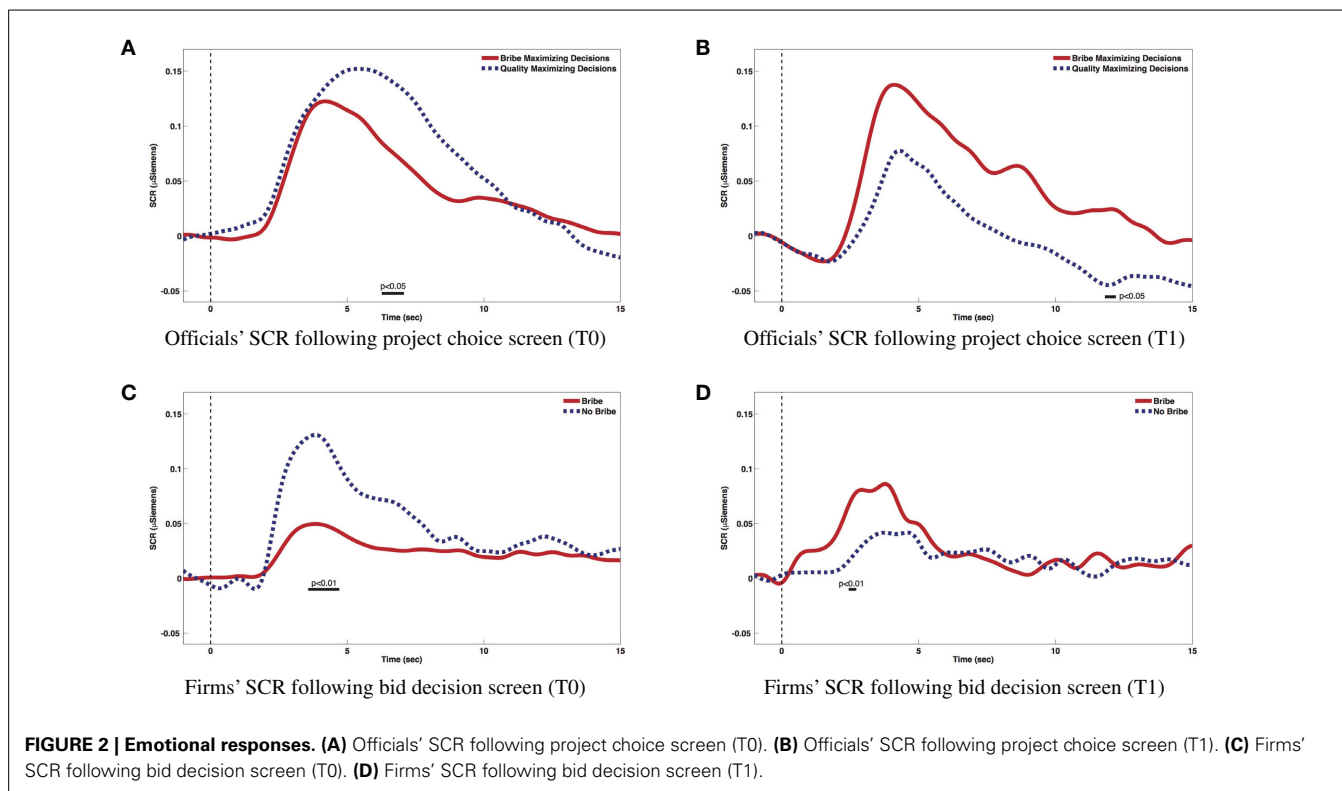 A
Bribe Maximizing Decisions
Quality Maximizing Decisions
0.15
0.1
0.05
0
-0.05
SCR (μSiemens)
p<0.05
0 5 10 15
Time (sec)
Officials' SCR following project choice screen (T0)
B
Bribe Maximizing Decisions
Quality Maximizing Decisions
0.15
0.1
0.05
0
-0.05
SCR (μSiemens)
p<0.05
0 5 10 15
Time (sec)
Officials' SCR following project choice screen (T1)
C
Bribe
No Bribe
0.15
0.1
0.05
0
-0.05
SCR (μSiemens)
p<0.01
0 5 10 15
Time (sec)
Firms' SCR following bid decision screen (T0)
D
Bribe
No Bribe
0.15
0.1
0.05
0
-0.05
SCR (μSiemens)
p<0.01
0 5 10 15
Time (sec)
Firms' SCR following bid decision screen (T1)
FIGURE 2 | Emotional responses. (A) Officials' SCR following project choice screen (T0). (B) Officials' SCR following project choice screen (T1). (C) Firms'
SCR following bid decision screen (T0). (D) Firms' SCR following bid decision screen (T1).